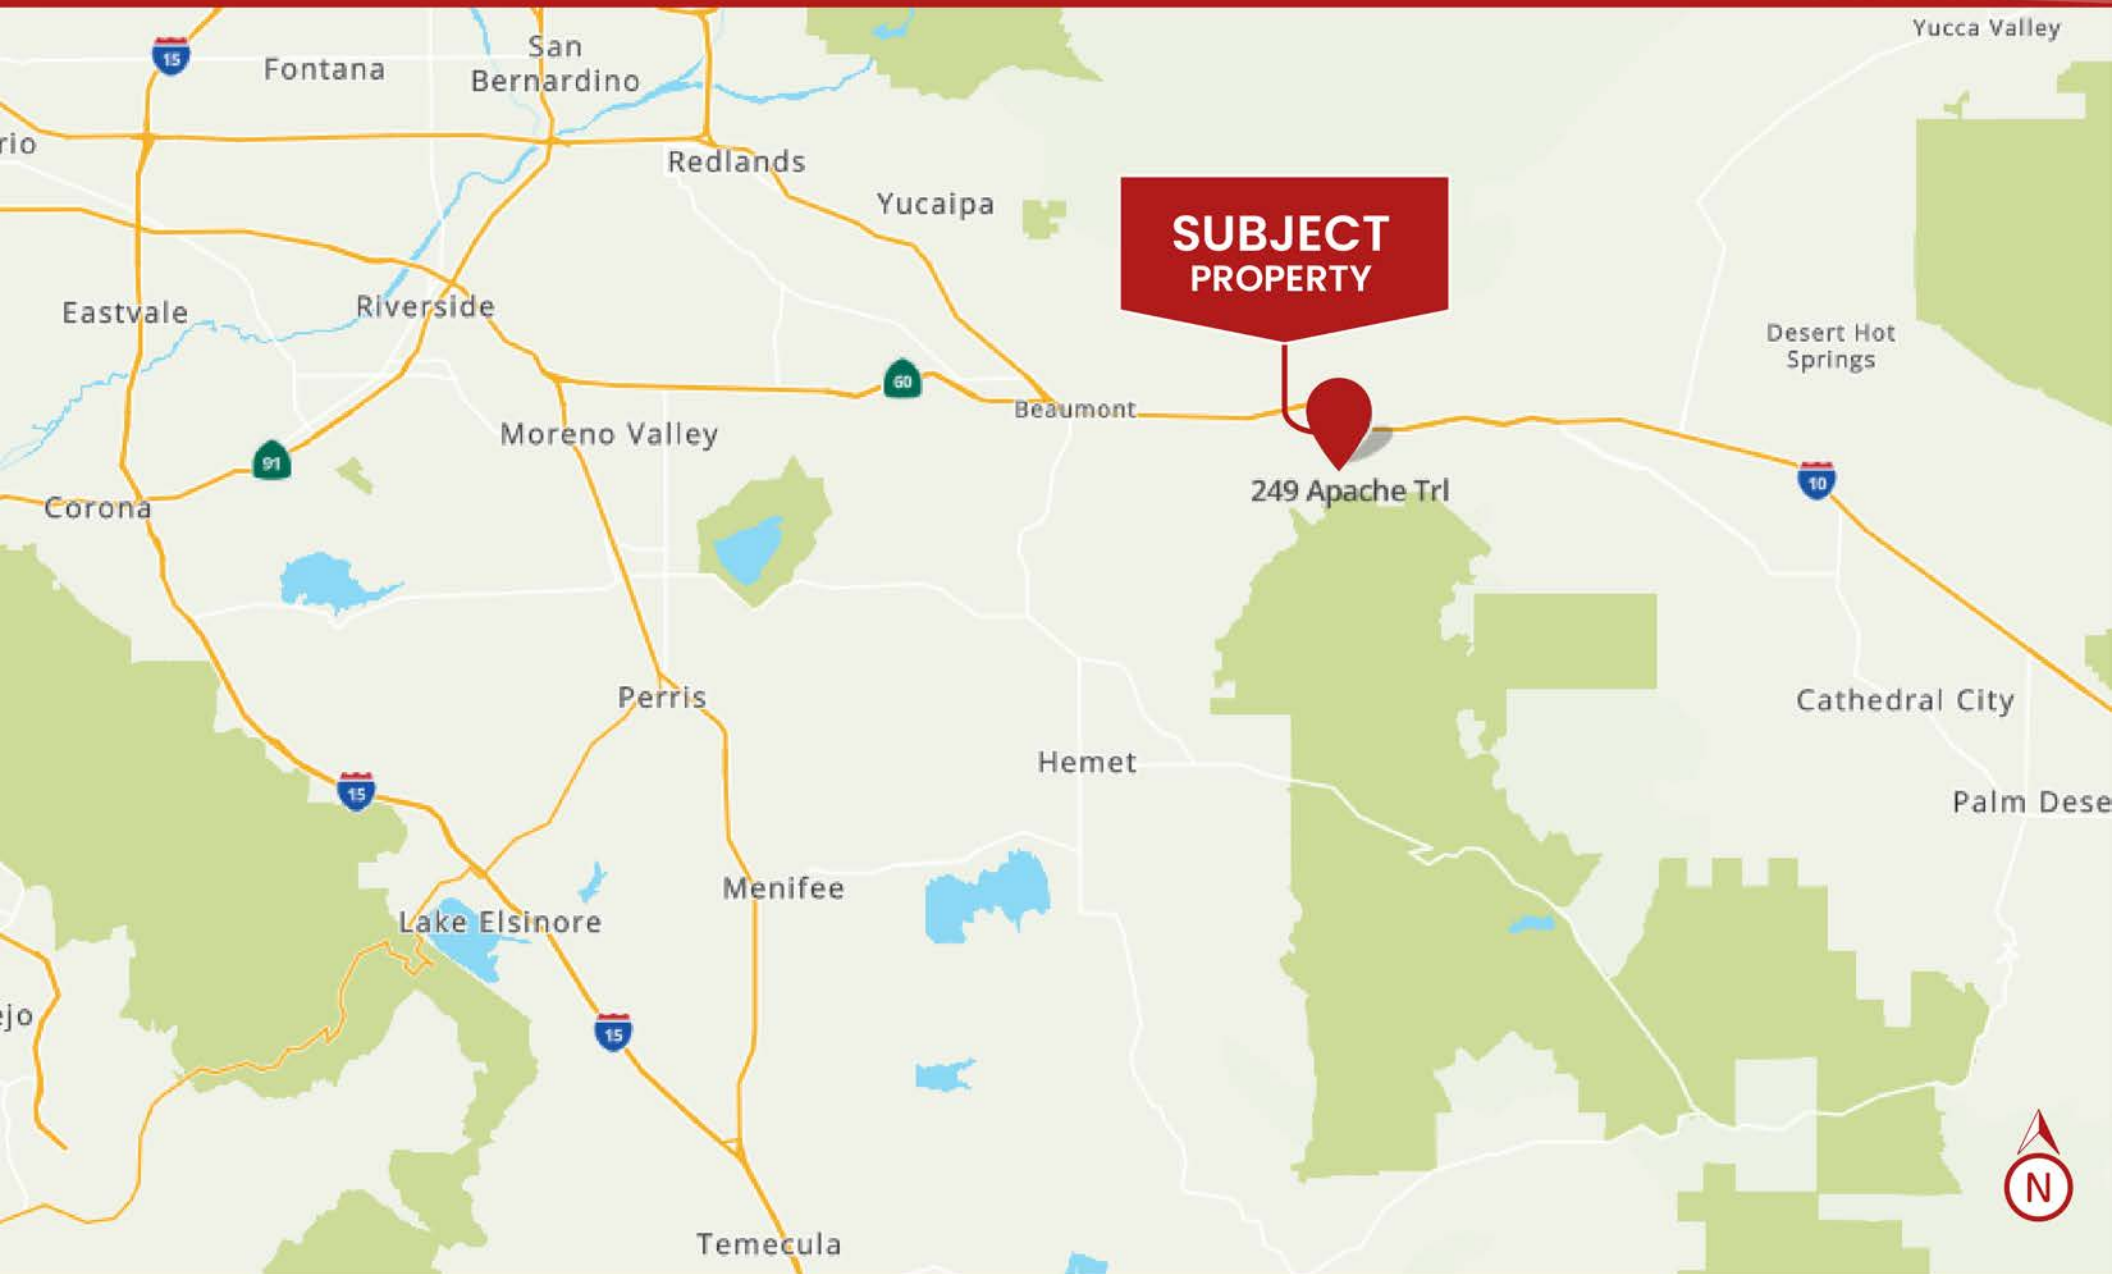 Yucca Valley
15
Fontana
San
Bernardino
rio
Redlands
Yucaipa
SUBJECT
PROPERTY
Eastvale
Riverside
Desert Hot
Springs
60
Beaumont
Moreno Valley
91
10
249 Apache Trl
Corona
Perris
Cathedral City
Hemet
15
Palm Dese
Menifee
Lake Elsinore
ejo
15
N
Temecula